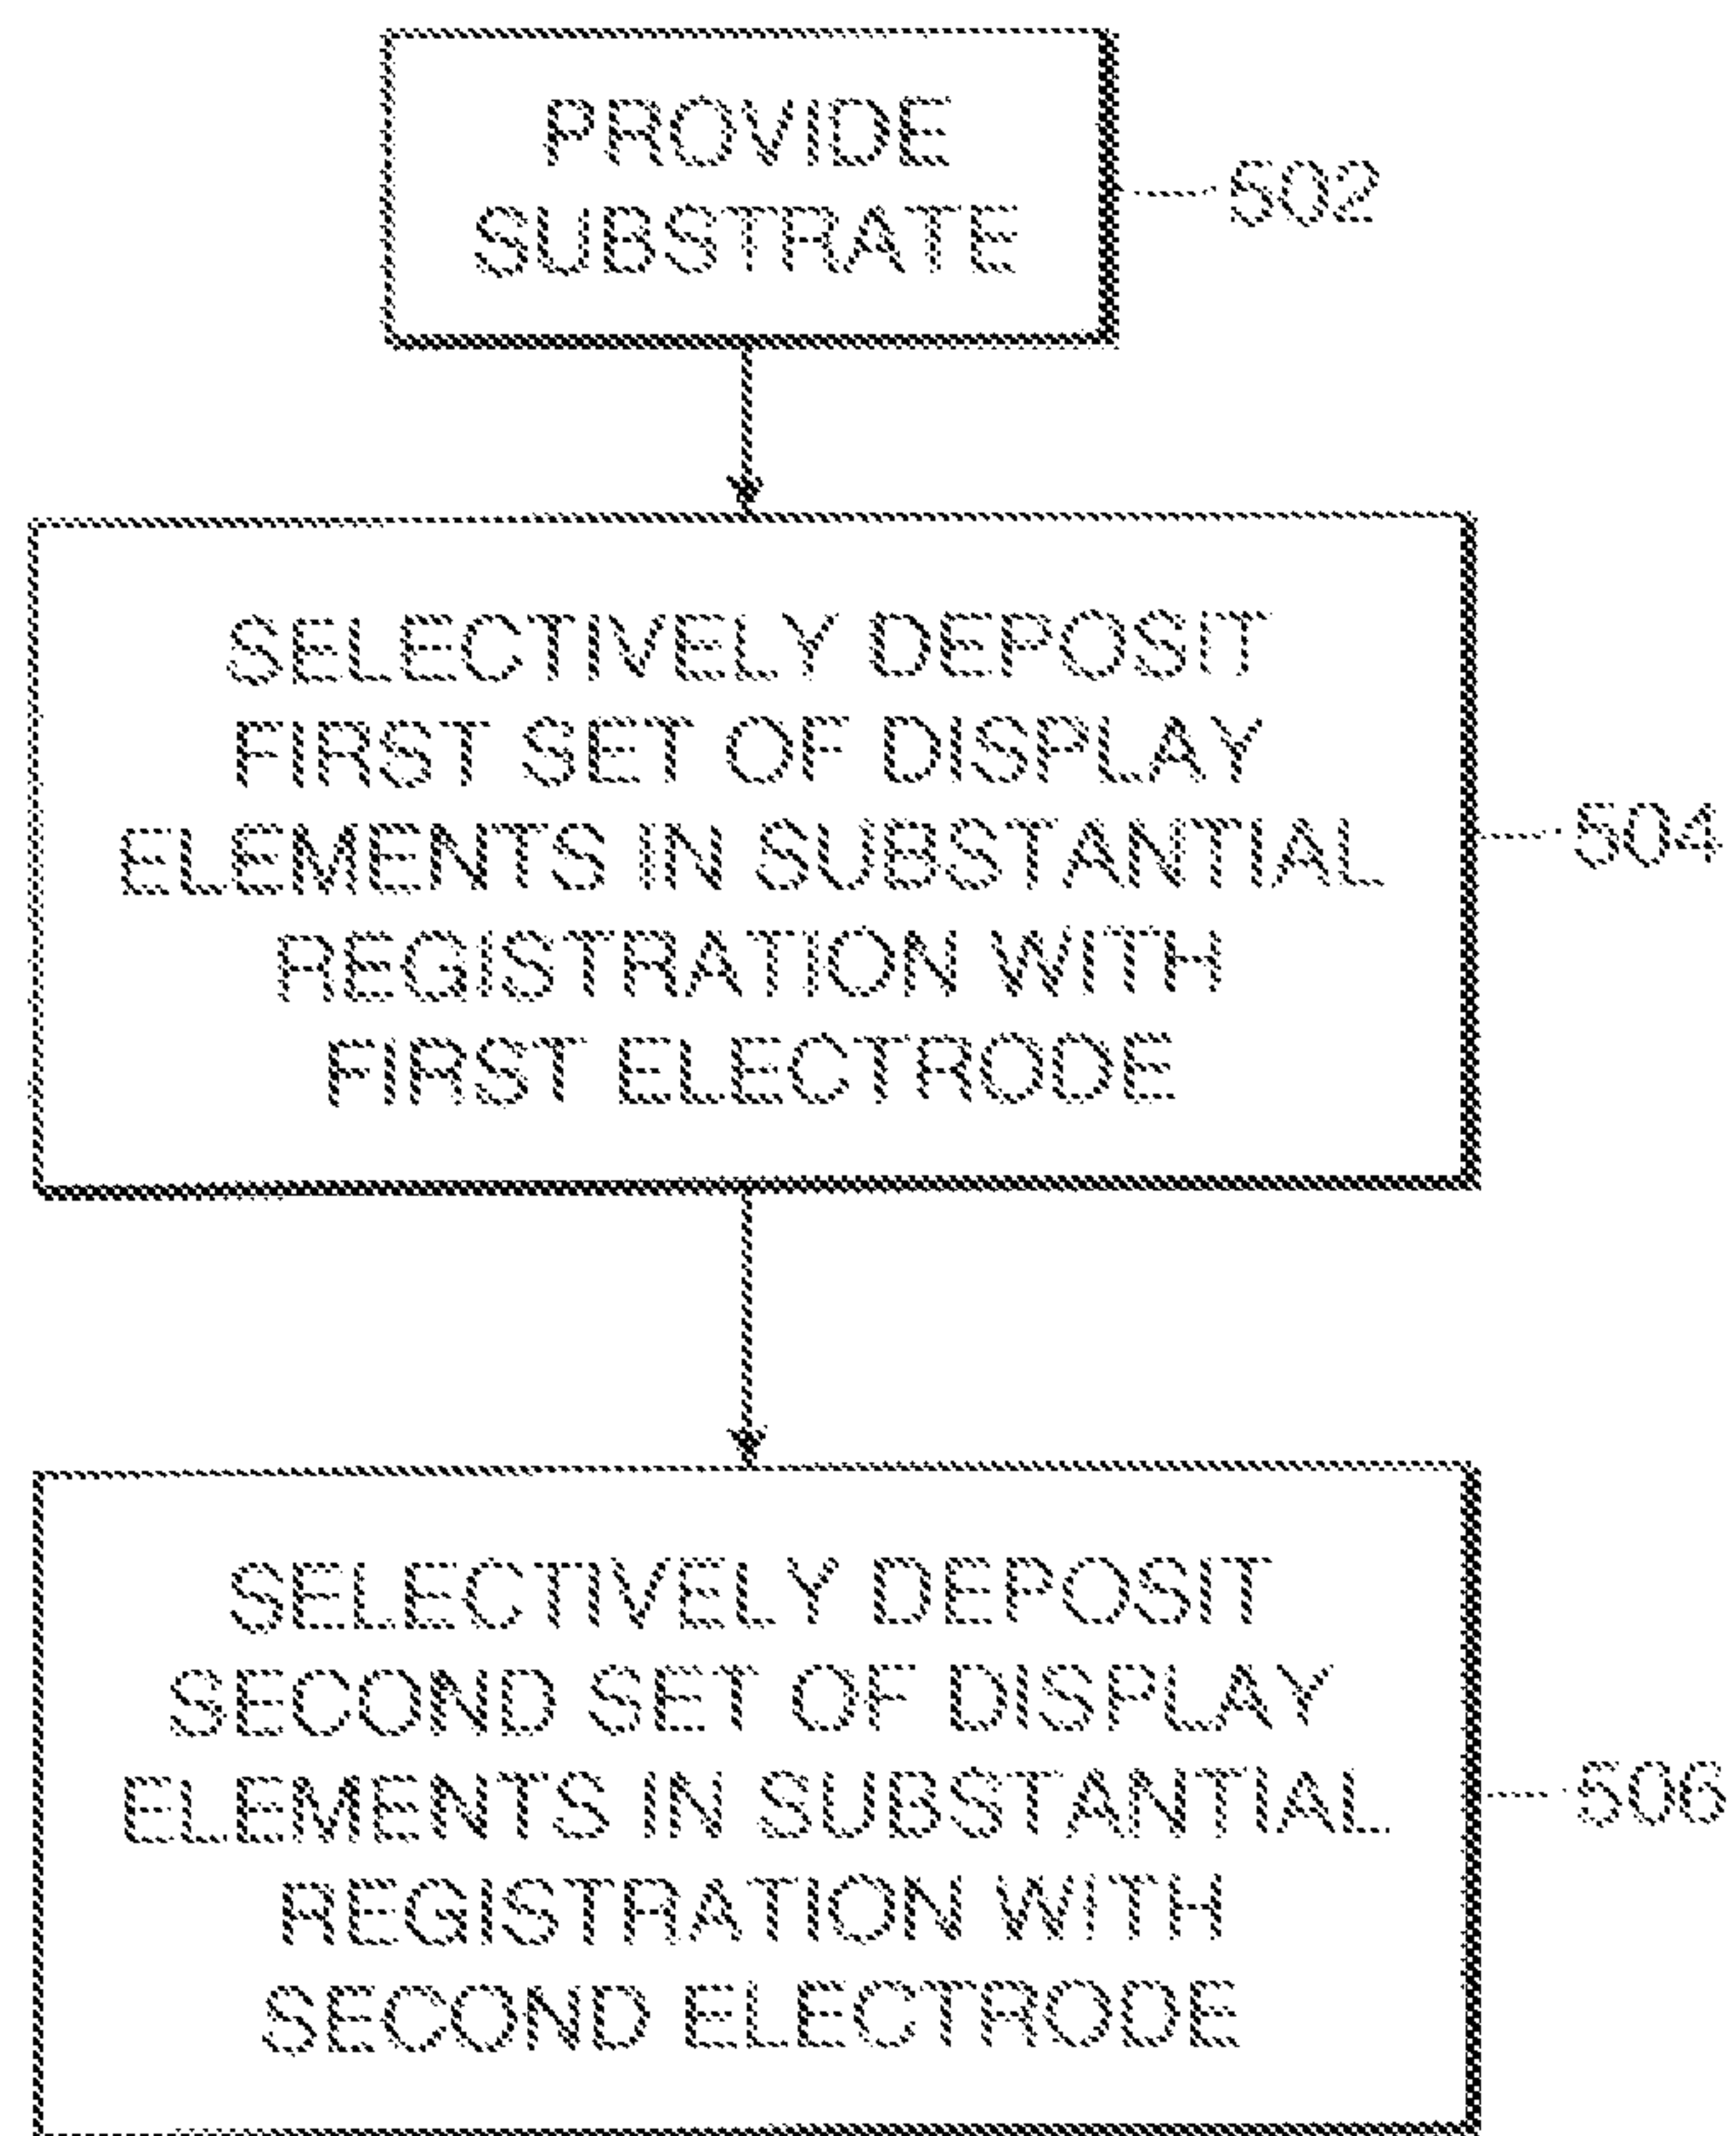 PROVIDE
SUBSTRATE
502
SELECTIVELY DEPOSIT
FIRST SET OF DISPLAY
ELEMENTS IN SUBSTANTIAL
REGISTRATION WITH
FIRST ELECTRODE
504
SELECTIVELY DEPOSIT
SECOND SET OF DISPLAY
ELEMENTS IN SUBSTANTIAL
REGISTRATION WITH
SECOND ELECTRODE
506